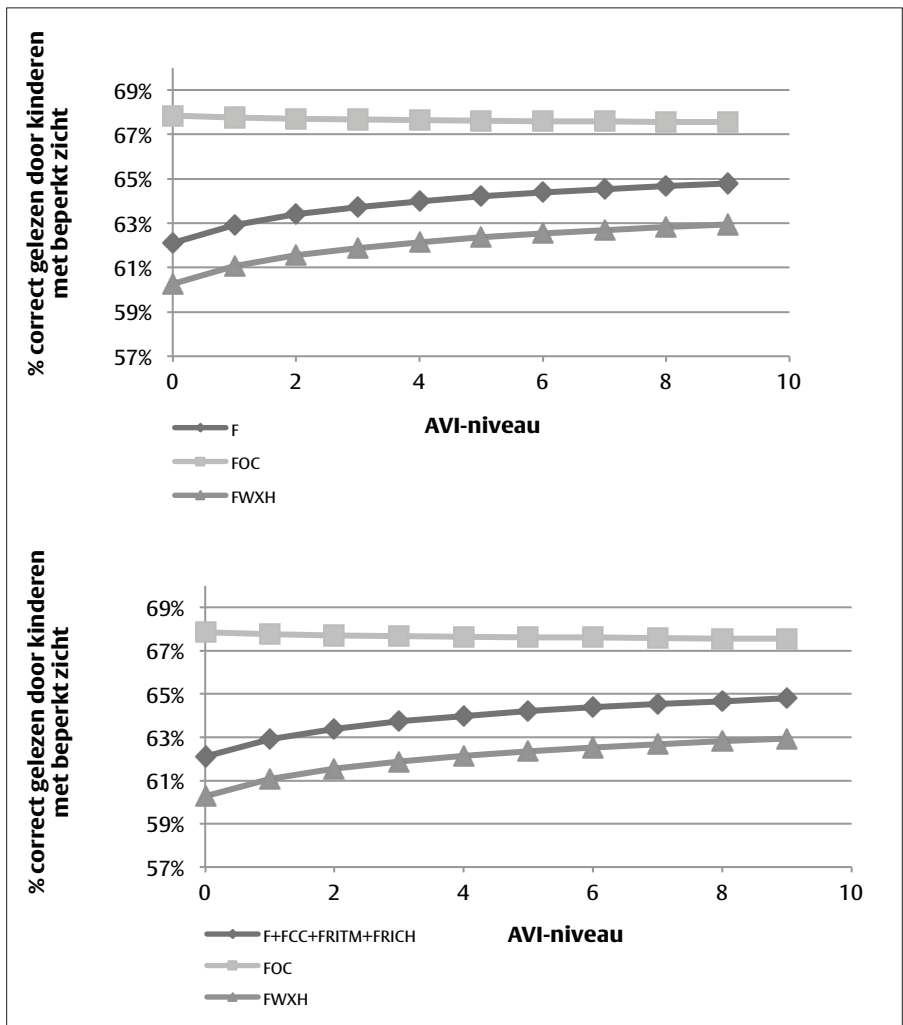 % correct gelezen door kinderen
met beperkt zicht
69%
67%
65%
63%
61%
59%
57%
0 2 4 6 8 10
AVI-niveau
F
FOC
FWXH
% correct gelezen door kinderen
met beperkt zicht
69%
67%
65%
63%
61%
59%
57%
0 2 4 6 8 10
AVI-niveau
F+FCC+FRITM+FRICH
FOC
FWXH